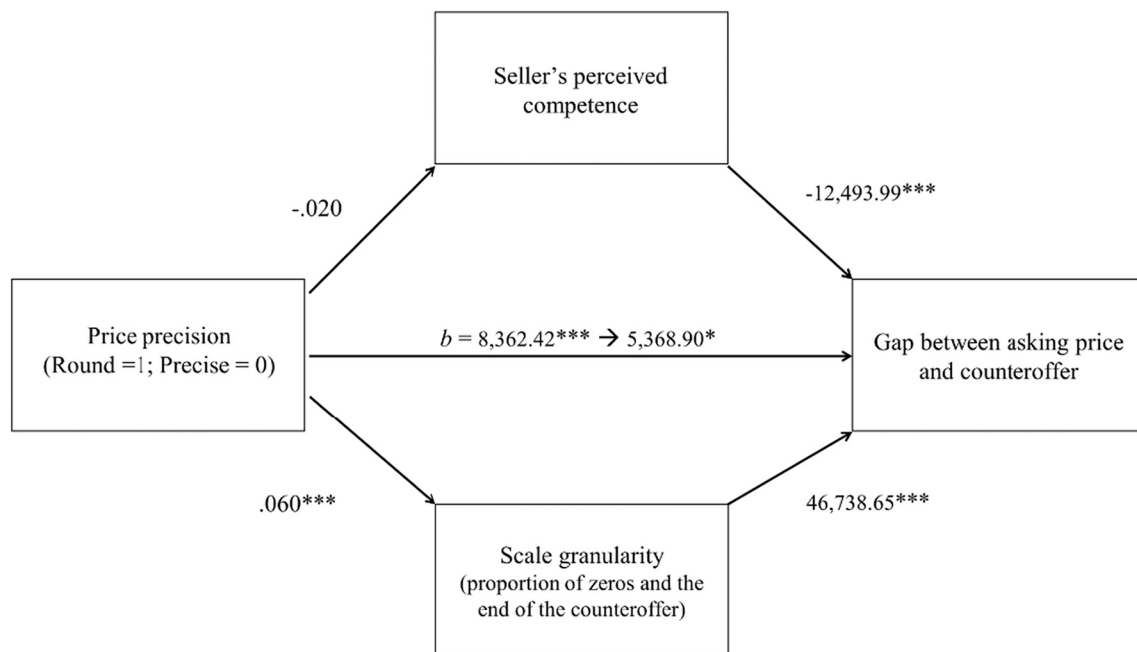 Seller's perceived
competence
-.020
-12,493.99***
Price precision
(Round =1; Precise = 0)
b = 8,362.42*** → 5,368.90*
Gap between asking price
and counteroffer
.060***
46,738.65***
Scale granularity
(proportion of zeros and the
end of the counteroffer)